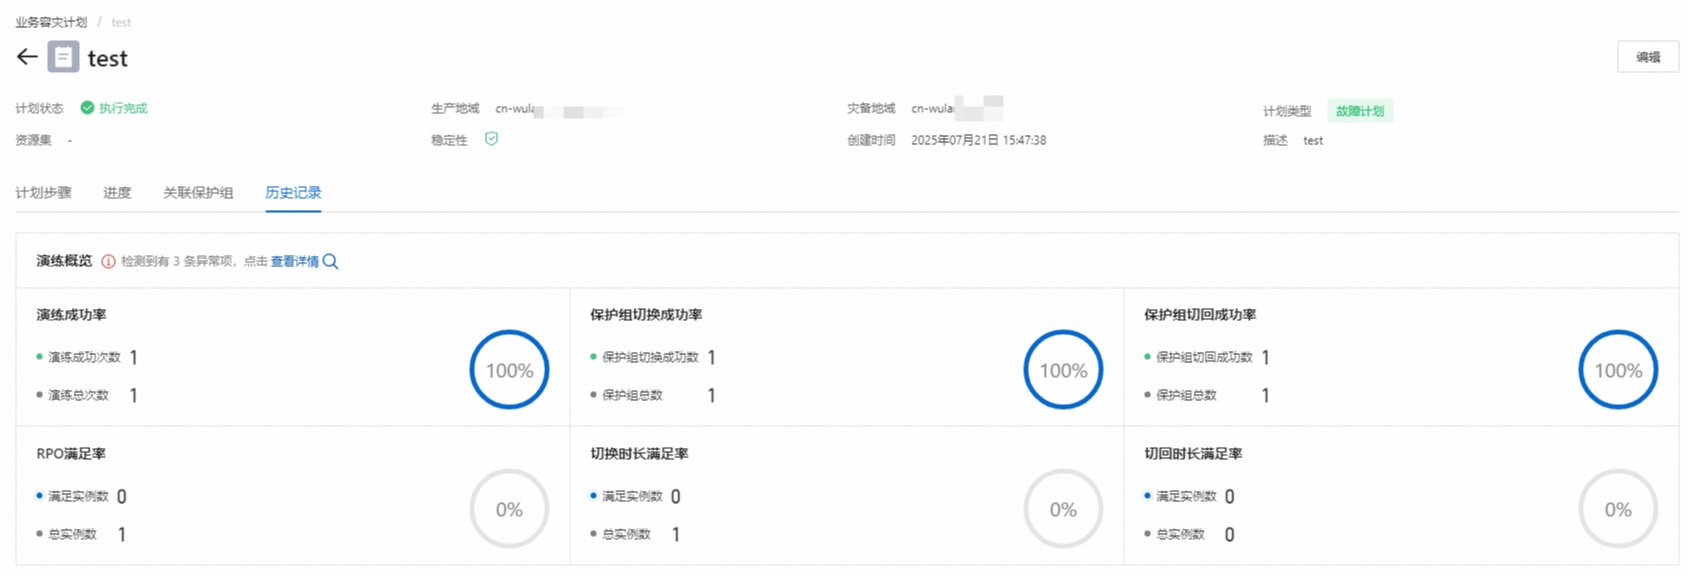 业务容灾计划 / test
test
编辑
计划状态 执行完成 生产地域 cn-wula 灾备地域 cn-wula 计划类型 故障计划
资源集 - 稳定性 创建时间 2025年07月21日 15:47:38 描述 test
计划步骤 进度 关联保护组 历史记录
演练概览 检测到有 3 条异常项，点击 查看详情
演练成功率 保护组切换成功率 保护组切回成功率
演练成功次数 1 100% 保护组切换成功数 1 100% 保护组切回成功数 1 100%
演练总次数 1 保护组总数 1 保护组总数 1
RPO满足率 切换时长满足率 切回时长满足率
满足实例数 0 0% 满足实例数 0 0% 满足实例数 0 0%
总实例数 1 总实例数 1 总实例数 0